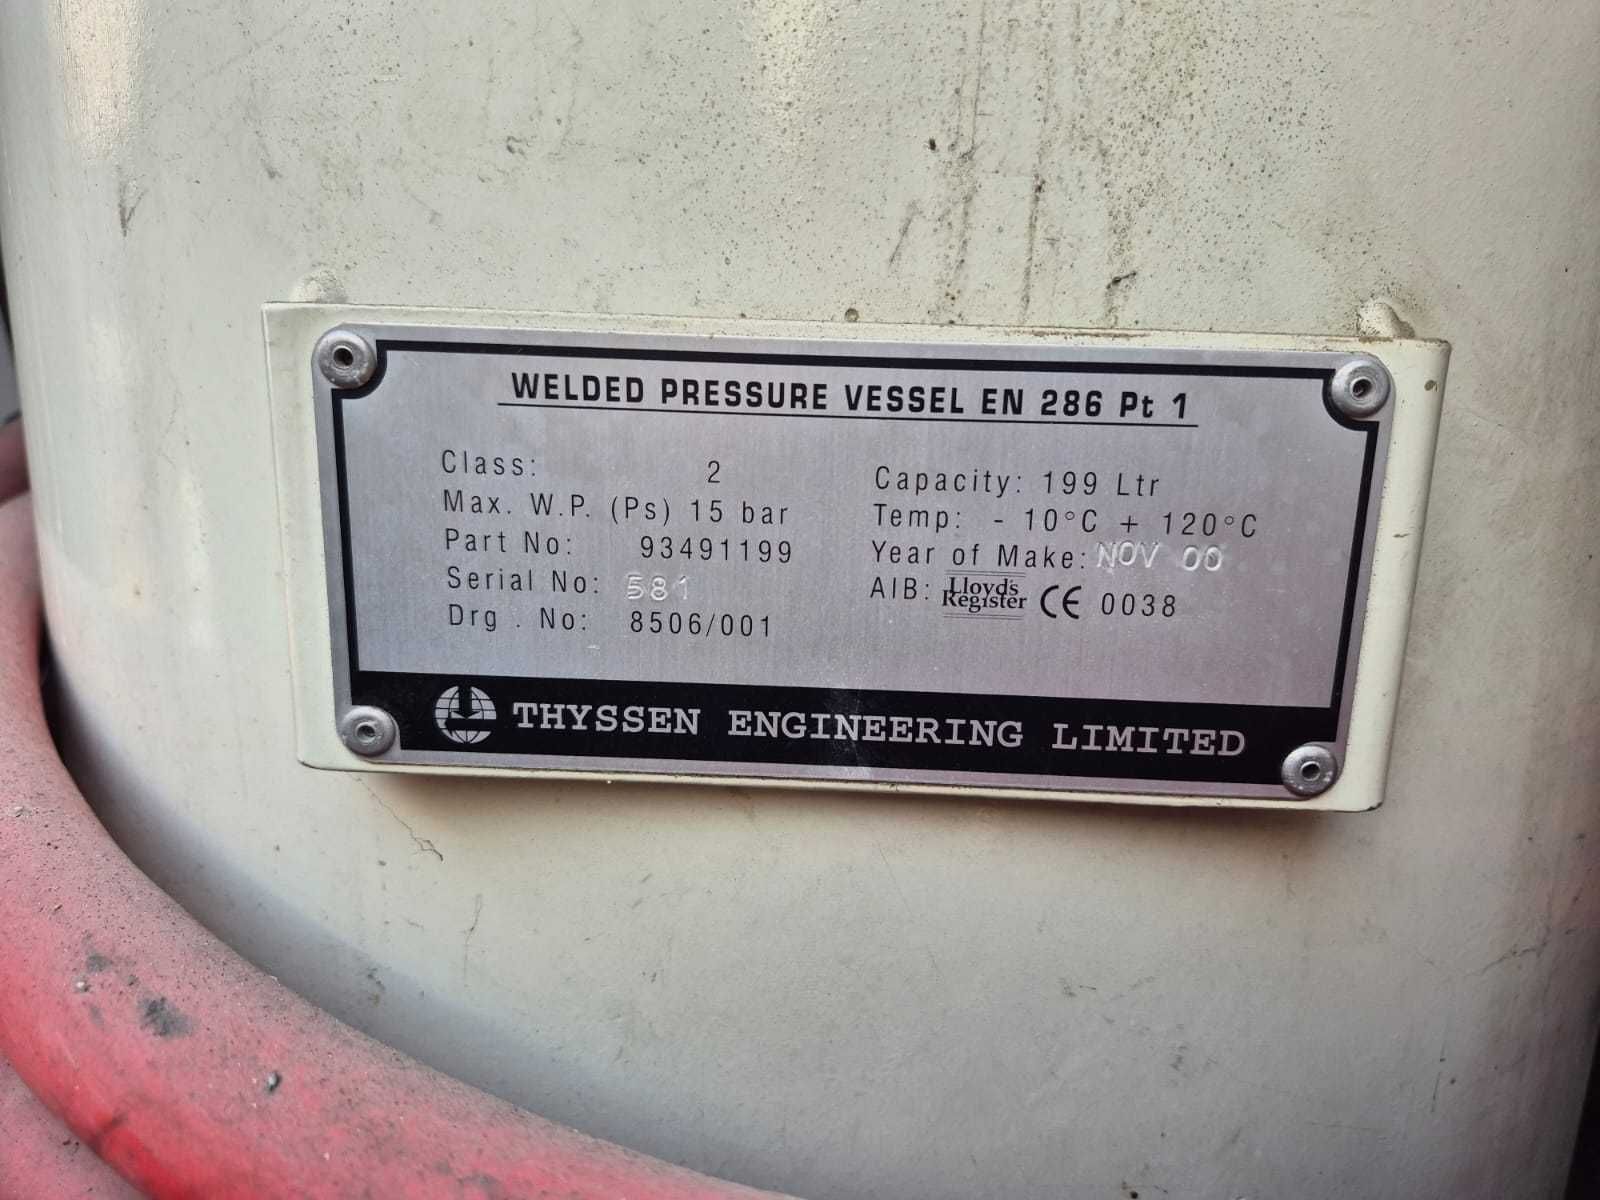 WELDED PRESSURE VESSEL EN 286 Pt 1
Class: 2
Max. W.P. (Ps) 15 bar
Part No: 93491199
Serial No: 581
Drg . No: 8506/001
Capacity: 199 Ltr
Temp: - 10°C + 120°C
Year of Make: NOV 00
AIB: Lloyd's Register CE 0038
THYSSEN ENGINEERING LIMITED